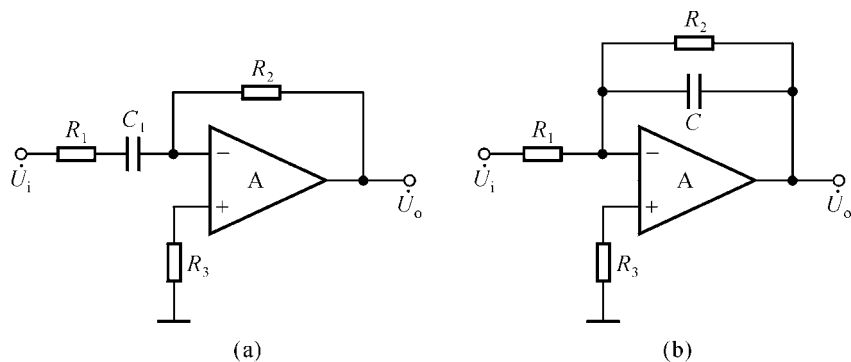 R₂
C₁
R₁
−
A
+
U̇ᵢ
U̇ₒ
R₃
(a)
R₂
C
R₁
−
A
+
U̇ᵢ
U̇ₒ
R₃
(b)